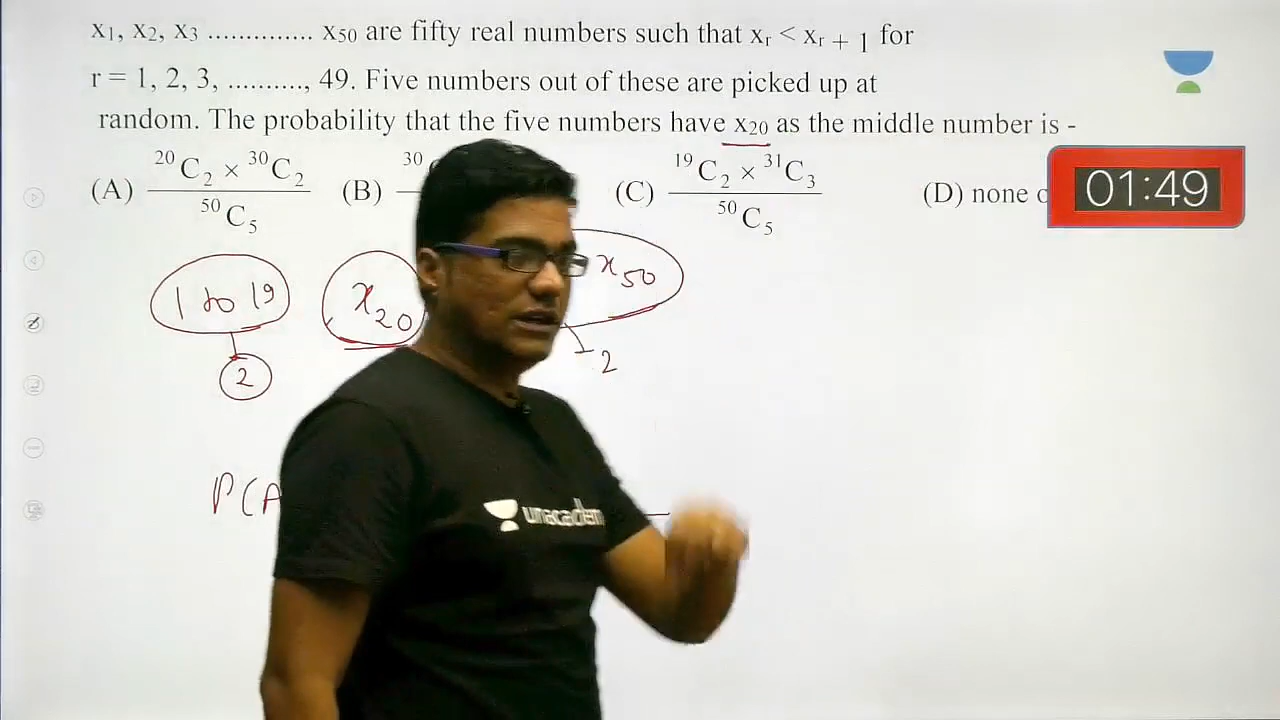 x₁, x₂, x₃ .............. x₅₀ are fifty real numbers such that xᵣ < xᵣ ₊ ₁ for
r = 1, 2, 3, .........., 49. Five numbers out of these are picked up at
random. The probability that the five numbers have x₂₀ as the middle number is -
(A) ²⁰C₂ × ³⁰C₂ / ⁵⁰C₅ (B) ³⁰ (C) ¹⁹C₂ × ³¹C₃ / ⁵⁰C₅ (D) none
01:49
1 to 19 x₂₀ x₅₀
2 2
P(A
unacademy